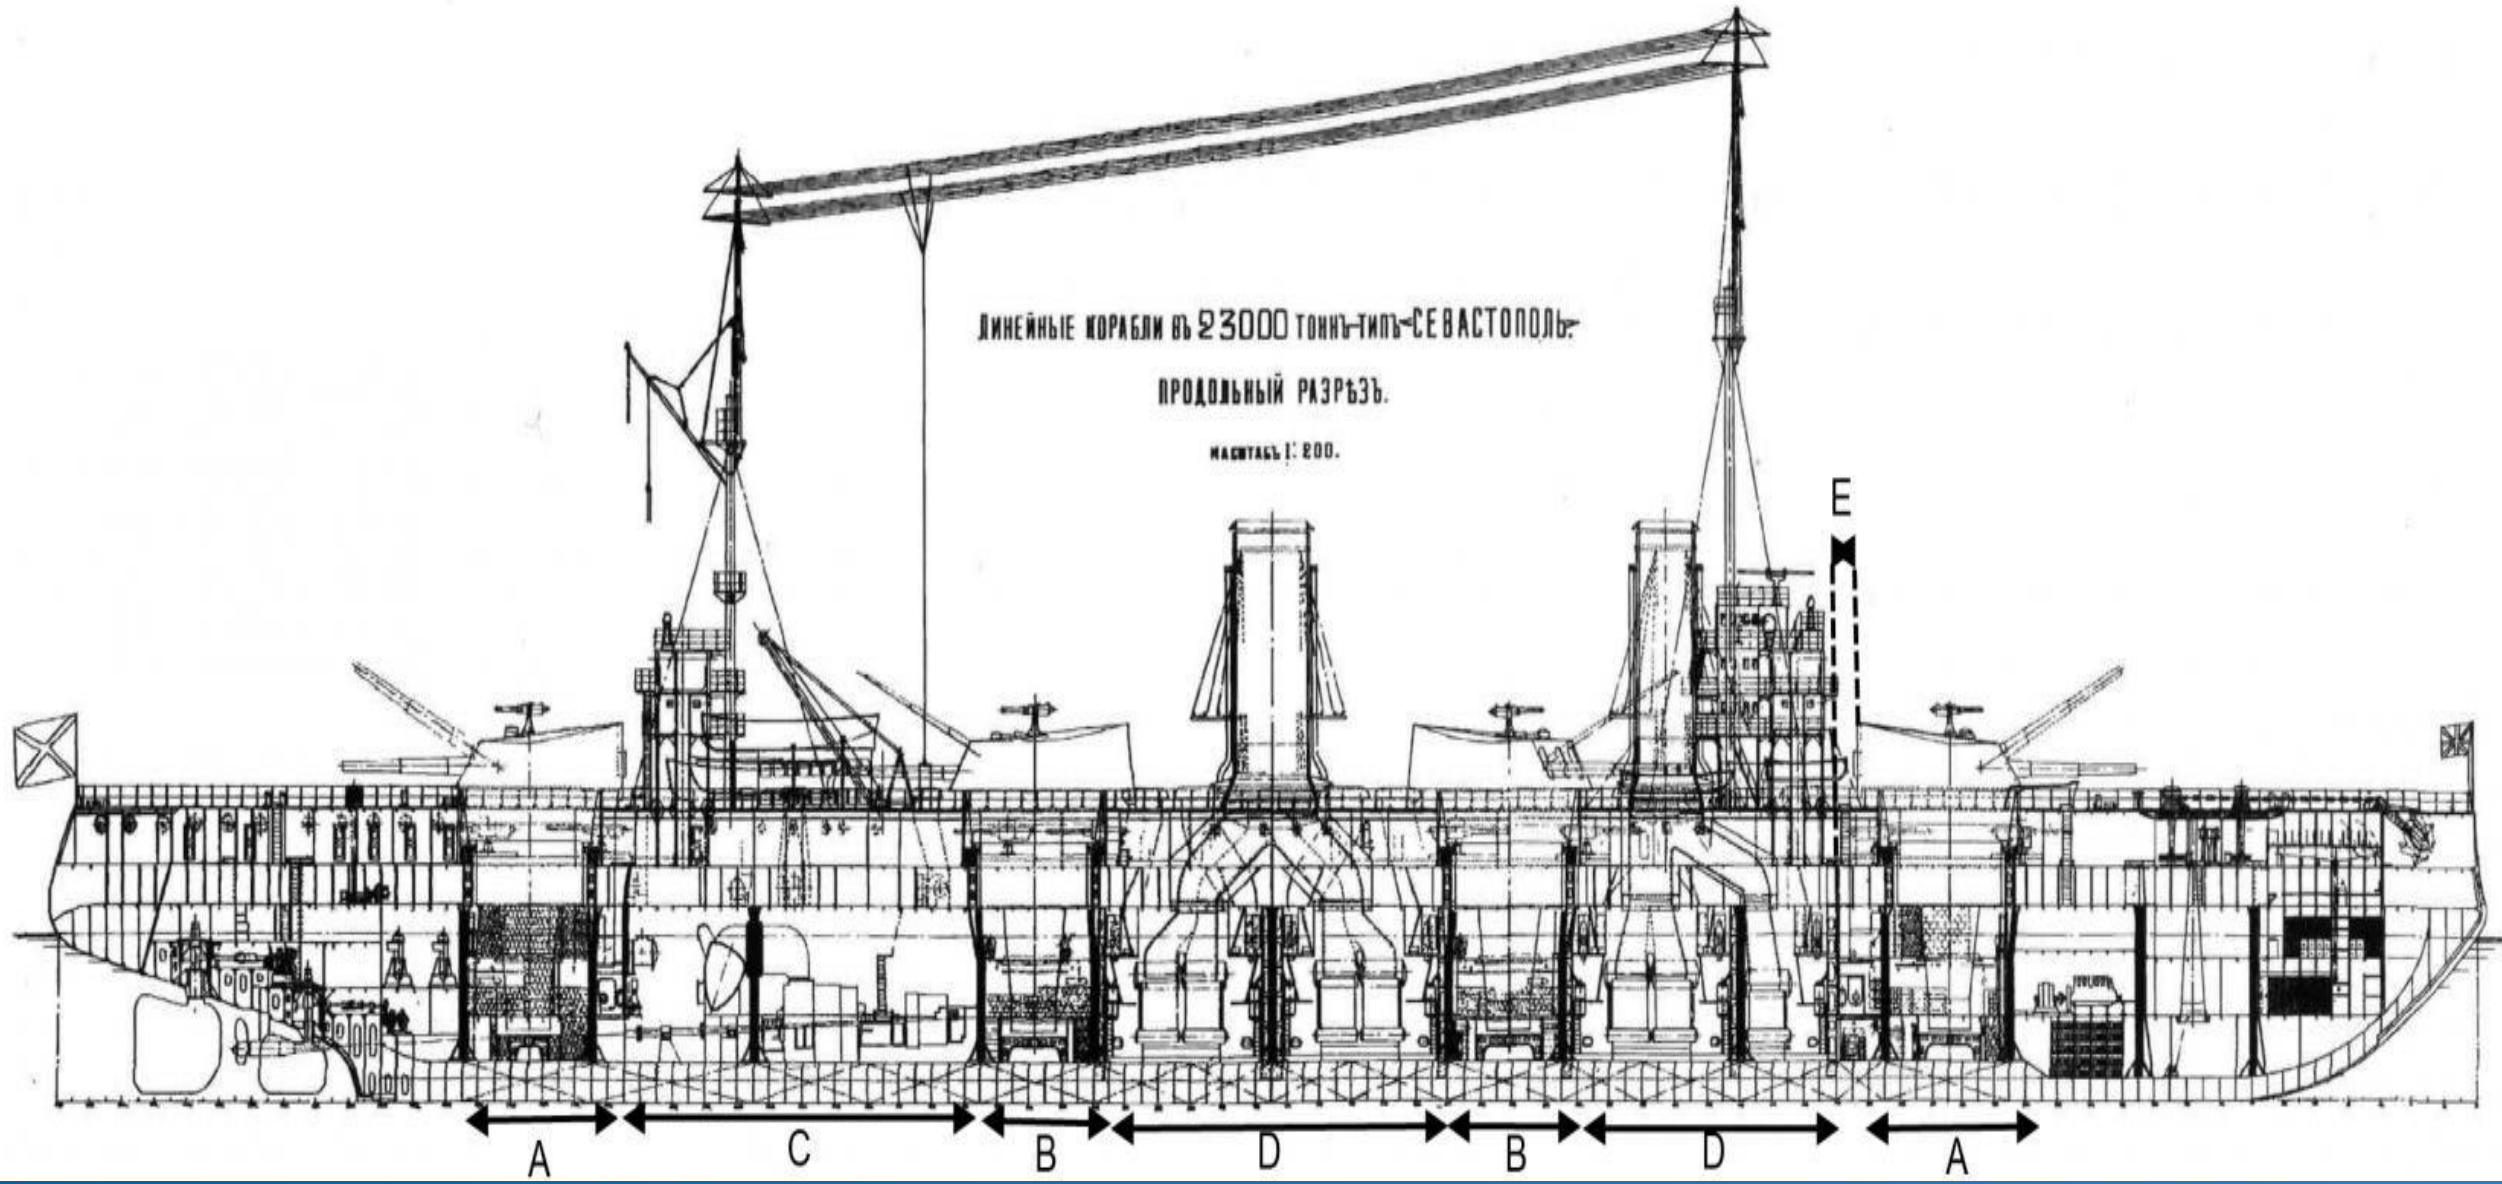 ЛИНЕЙНЫЕ КОРАБЛИ ВЪ 23000 ТОННЪ ТИПЪ «СЕВАСТОПОЛЬ».
ПРОДОЛЬНЫЙ РАЗРѢЗЪ.
МАСШТАБЪ 1:200.
E
A
C
B
D
B
D
A